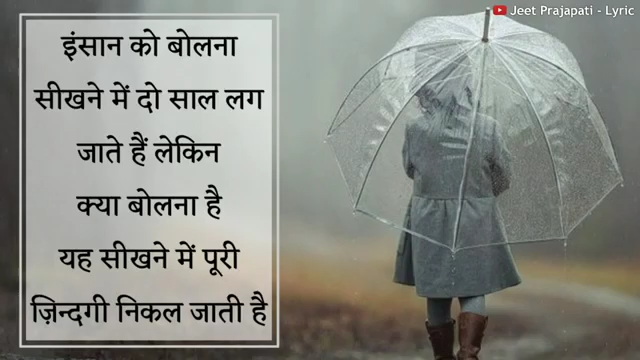 Jeet Prajapati - Lyric
इंसान को बोलना
सीखने में दो साल लग
जाते हैं लेकिन
क्या बोलना है
यह सीखने में पूरी
ज़िन्दगी निकल जाती है